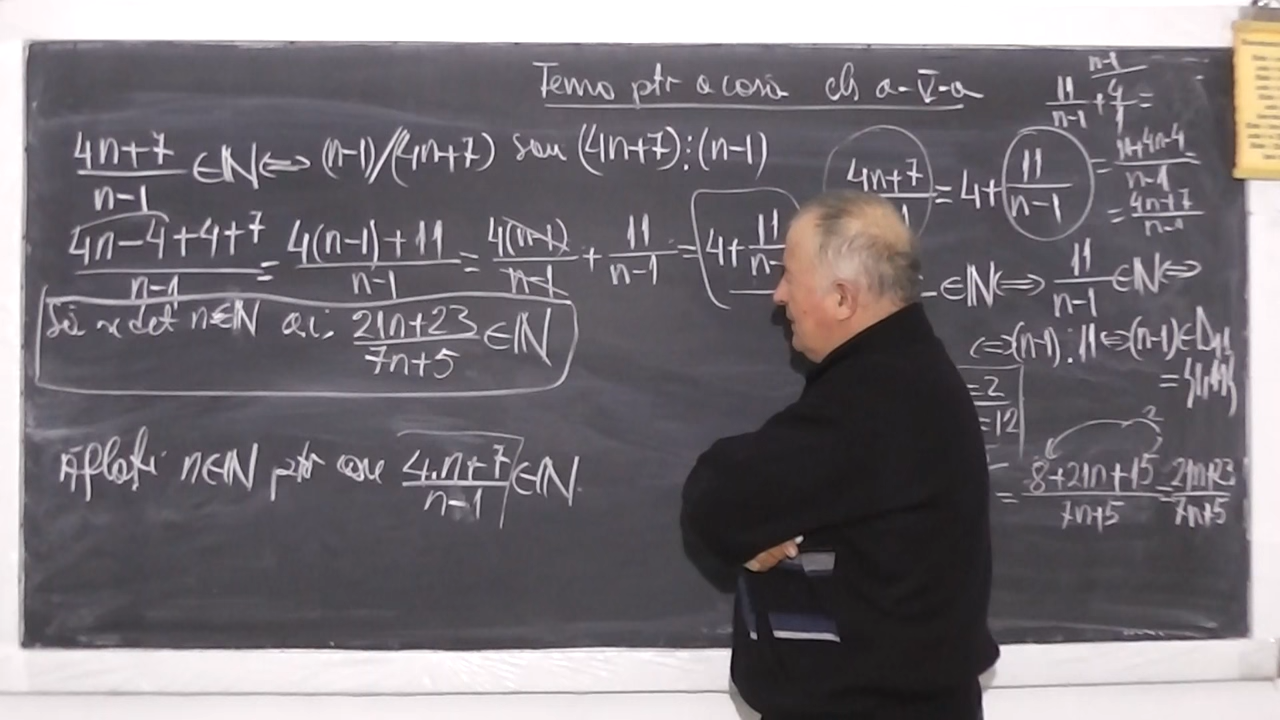 Temo ptr acosă cls a-V-a
4n+7/n-1 ∈ℕ⇔ (n-1)/(4n+7) sau (4n+7)⋮(n-1)
4n-4+4+7/n-1 = 4(n-1)+11/n-1 = 4(n-1)/n-1 + 11/n-1 = 4+11/n-
Să se det n∈ℕ a.i. 21n+23/7n+5 ∈ℕ
Aflați n∈ℕ ptr care 4n+7/n-1 ∈ℕ.
n-1
11/n-1 + 4/1 =
4n+7/ 1 = 4+ 11/n-1 = 11+4n-4/n-1
= 4n+7/n-1
∈ℕ⇔ 11/n-1 ∈ℕ⇔
⇔(n-1)⋮11⇔(n-1)∈D11
={1,11}
=2
=12
= 8+21n+15/7n+5 = 21n+23/7n+5